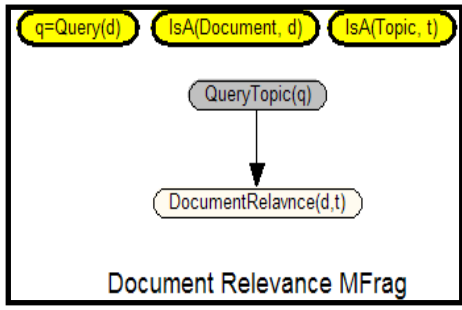 q=Query(d) IsA(Document, d) IsA(Topic, t)
QueryTopic(q)
DocumentRelavnce(d,t)
Document Relevance MFrag